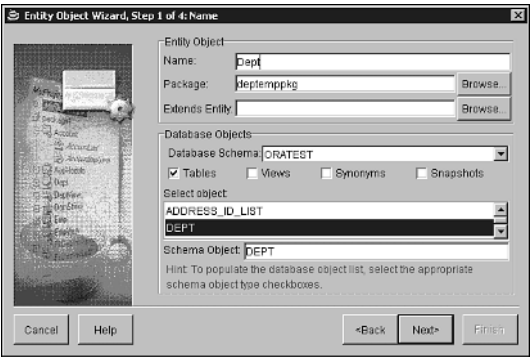 Entity Object Wizard, Step 1 of 4: Name
Entity Object
Name: Dept
Package: deptemppkg Browse...
Extends Entity: Browse...
Database Objects
Database Schema: ORATEST
Tables Views Synonyms Snapshots
Select object:
ADDRESS_ID_LIST
DEPT
Schema Object: DEPT
Hint: To populate the database object list, select the appropriate
schema object type checkboxes.
Cancel Help <Back Next> Finish